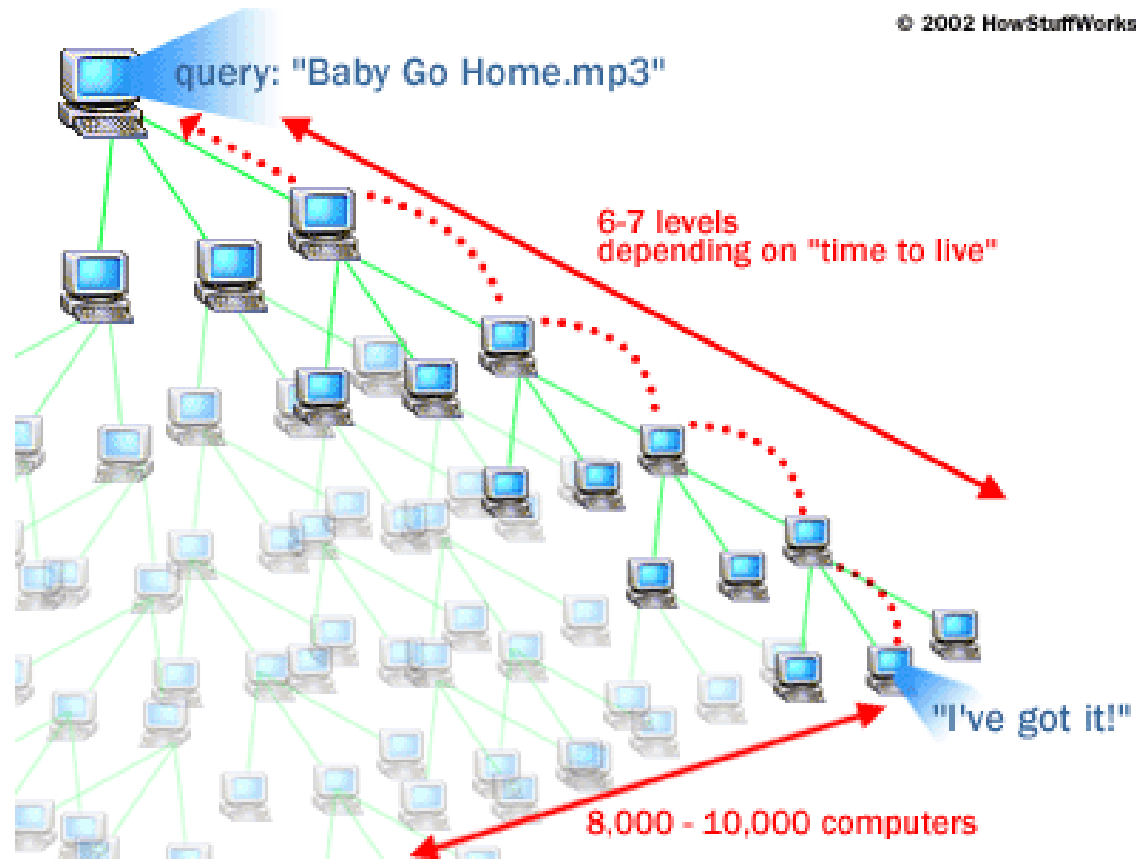 © 2002 HowStuffWorks
query: "Baby Go Home.mp3"
6-7 levels
depending on "time to live"
"I've got it!"
8,000 - 10,000 computers